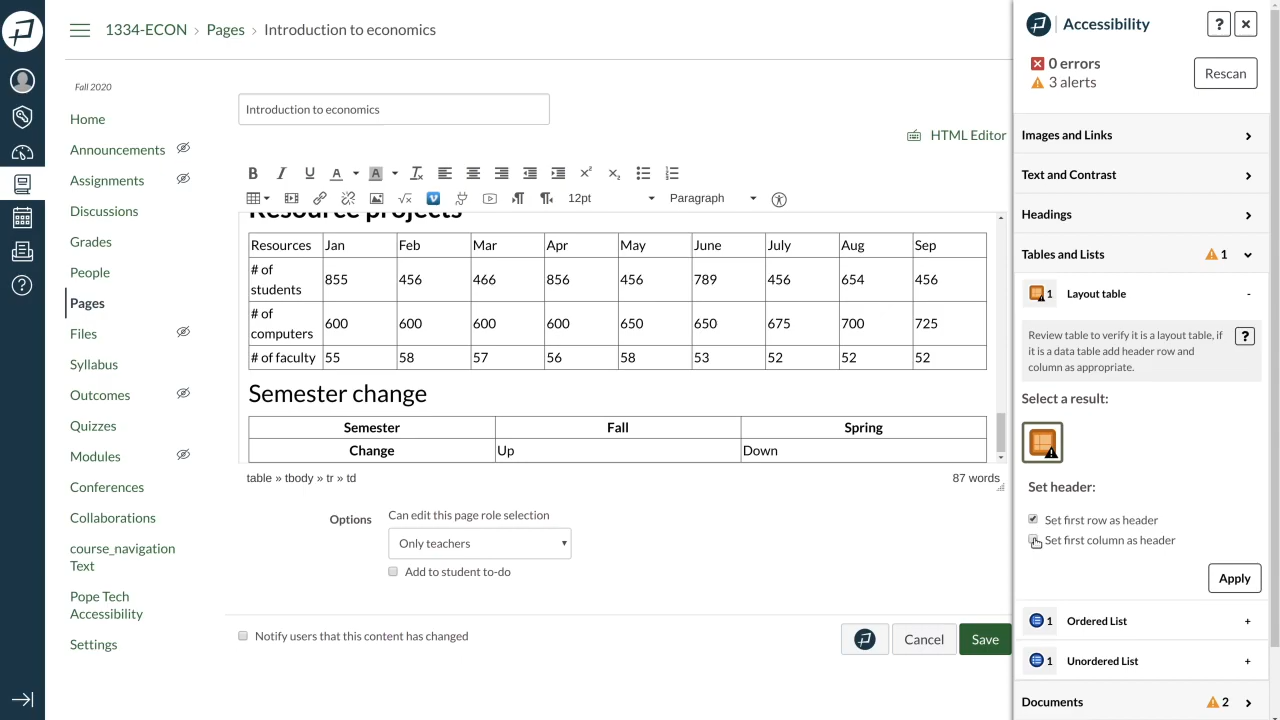 1334-ECON › Pages › Introduction to economics
Fall 2020
Home
Announcements
Assignments
Discussions
Grades
People
Pages
Files
Syllabus
Outcomes
Quizzes
Modules
Conferences
Collaborations
course_navigation
Text
Pope Tech
Accessibility
Settings
Introduction to economics
HTML Editor
12pt Paragraph
Resource projects
Resources Jan Feb Mar Apr May June July Aug Sep
# of
students 855 456 466 856 456 789 456 654 456
# of
computers 600 600 600 600 650 650 675 700 725
# of faculty 55 58 57 56 58 53 52 52 52
Semester change
Semester Fall Spring
Change Up Down
table » tbody » tr » td 87 words
Options Can edit this page role selection
Only teachers
Add to student to-do
Notify users that this content has changed
Cancel Save
Accessibility ? ×
0 errors
3 alerts
Rescan
Images and Links
Text and Contrast
Headings
Tables and Lists 1
1 Layout table -
Review table to verify it is a layout table, if
it is a data table add header row and
column as appropriate.
?
Select a result:
Set header:
Set first row as header
Set first column as header
Apply
1 Ordered List +
1 Unordered List +
Documents 2